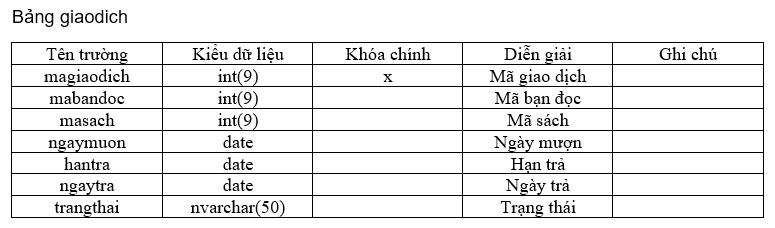 Bảng giaodich
Tên trường Kiểu dữ liệu Khóa chính Diễn giải Ghi chú
magiaodich int(9) x Mã giao dịch
mabandoc int(9) Mã bạn đọc
masach int(9) Mã sách
ngaymuon date Ngày mượn
hantra date Hạn trả
ngaytra date Ngày trả
trangthai nvarchar(50) Trạng thái